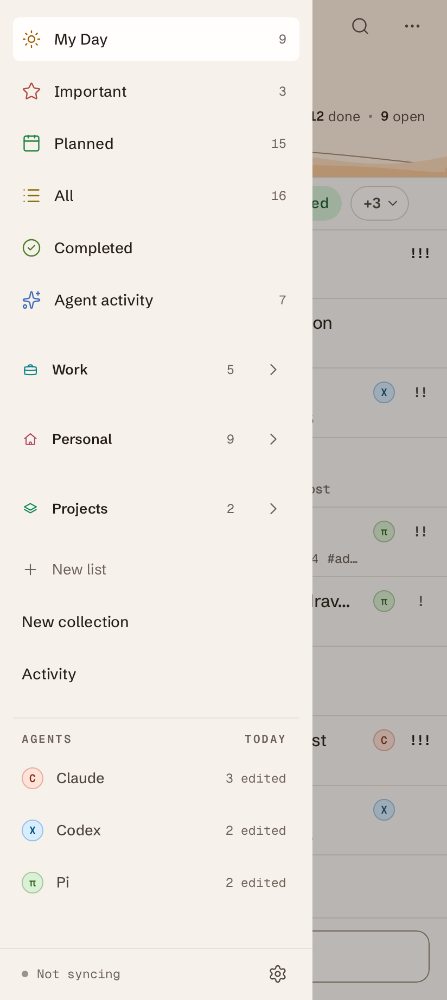 My Day 9
12 done • 9 open
Important 3
Planned 15
All 16
ed +3
Completed
!!!
Agent activity 7
on
Work 5
X !!
Personal 9
ost
Projects 2
π !!
4 #ad…
New list
drav… π !
New collection
Activity
AGENTS TODAY
st C !!!
C Claude 3 edited
X Codex 2 edited
X
π Pi 2 edited
Not syncing